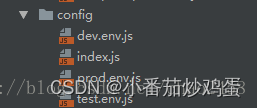 config
dev.env.js
index.js
prod.env.js
test.env.js
CSDN @小番茄炒鸡蛋